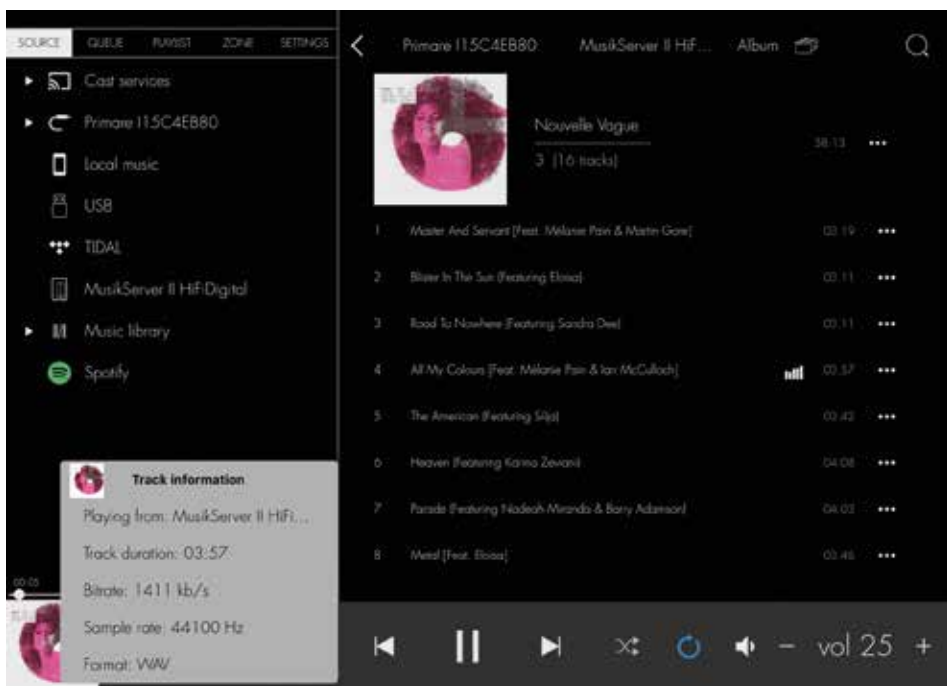 SOURCE QUEUE PLAYLIST ZONE SETTINGS
Cast services
Primare I15C4EB80
Local music
USB
TIDAL
MusikServer II HiFi-Digital
Music library
Spotify
Track information
Playing from: MusikServer II HiFi...
Track duration: 03:57
Bitrate: 1411 kb/s
Sample rate: 44100 Hz
Format: WAV
00:05
Primare I15C4EB80 MusikServer II HiF... Album
Nouvelle Vague
3 (16 tracks)
58:13
1 Master And Servant [Feat. Mélanie Pain & Martin Gore] 03:19
2 Blister In The Sun (Featuring Eloisa) 03:11
3 Road To Nowhere (Featuring Sandra Dee) 03:11
4 All My Colours [Feat. Mélanie Pain & Ian McCulloch] 03:57
5 The American (Featuring Silja) 03:42
6 Heaven (Featuring Karina Zeviani) 04:08
7 Parade (Featuring Nadeah Miranda & Barry Adamson) 04:03
8 Metal [Feat. Eloisa] 03:46
vol 25